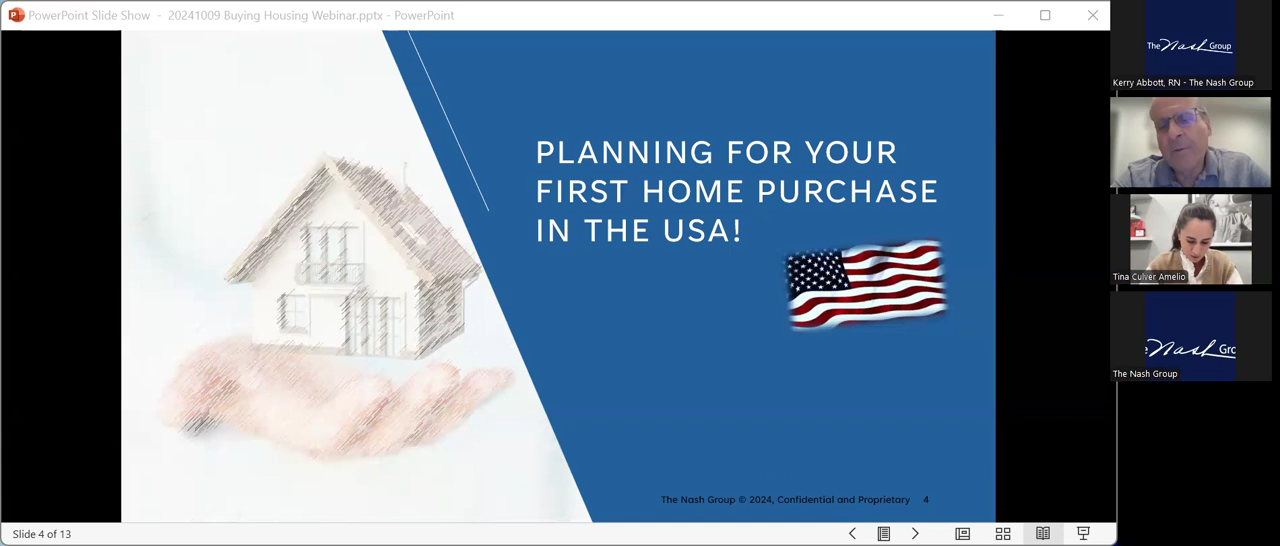 PowerPoint Slide Show - 20241009 Buying Housing Webinar.pptx - PowerPoint
PLANNING FOR YOUR
FIRST HOME PURCHASE
IN THE USA!
The Nash Group © 2024, Confidential and Proprietary 4
Slide 4 of 13
The Nash Group
Kerry Abbott, RN - The Nash Group
Tina Culver Amelio
e Nash Grc
The Nash Group